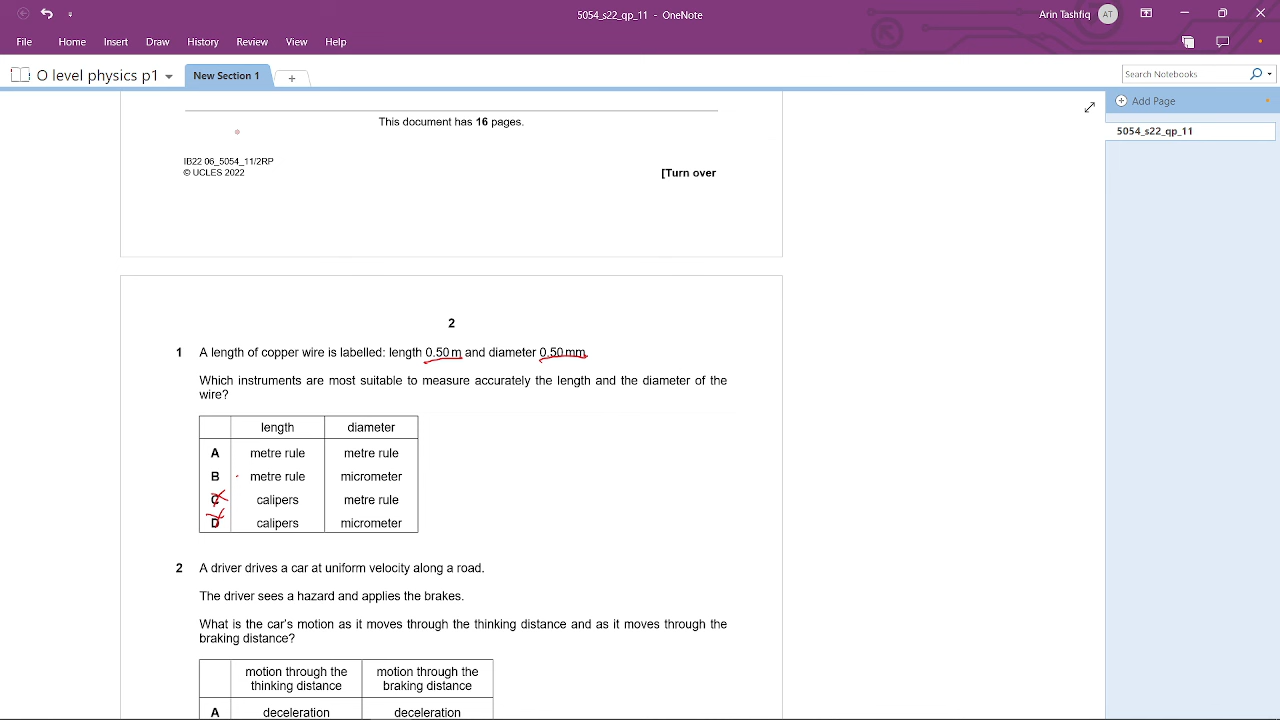 5054_s22_qp_11 - OneNote
Arin Tashfiq AT
File Home Insert Draw History Review View Help
O level physics p1 New Section 1
Search Notebooks
Add Page
5054_s22_qp_11
This document has 16 pages.
IB22 06_5054_11/2RP
© UCLES 2022
[Turn over
2
1 A length of copper wire is labelled: length 0.50 m and diameter 0.50 mm.
Which instruments are most suitable to measure accurately the length and the diameter of the
wire?
length diameter
A metre rule metre rule
B metre rule micrometer
C calipers metre rule
D calipers micrometer
2 A driver drives a car at uniform velocity along a road.
The driver sees a hazard and applies the brakes.
What is the car's motion as it moves through the thinking distance and as it moves through the
braking distance?
motion through the motion through the
thinking distance braking distance
A deceleration deceleration